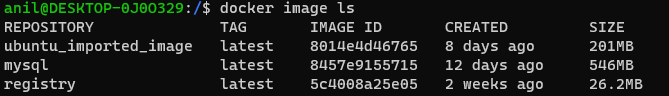 anil@DESKTOP-0J0O329:/$ docker image ls
REPOSITORY TAG IMAGE ID CREATED SIZE
ubuntu_imported_image latest 8014e4d46765 8 days ago 201MB
mysql latest 8457e9155715 12 days ago 546MB
registry latest 5c4008a25e05 2 weeks ago 26.2MB